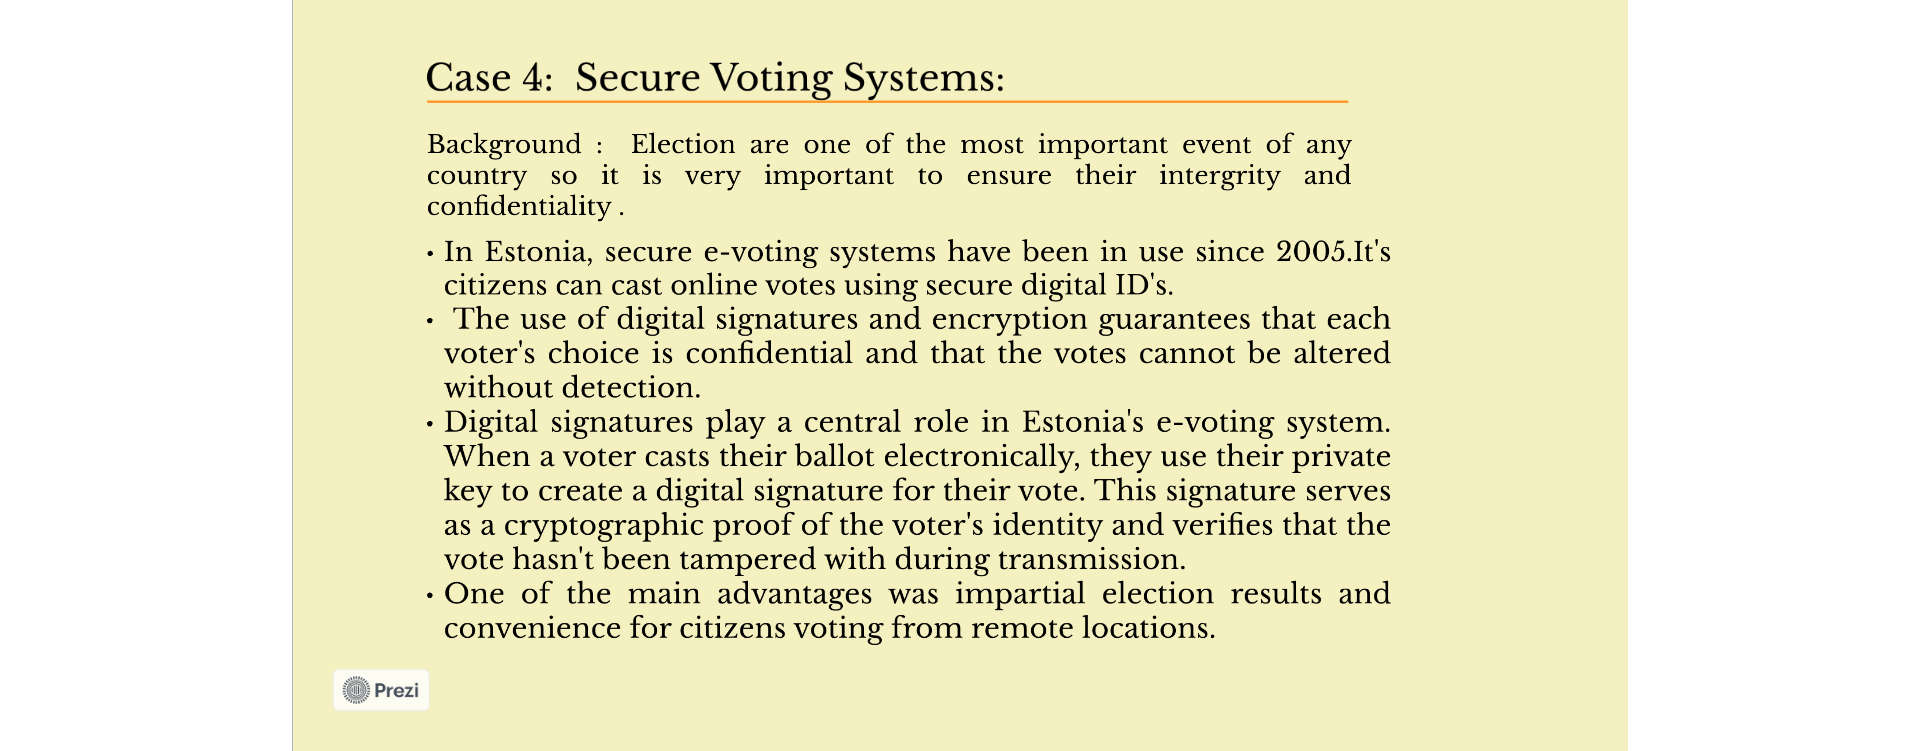 Case 4:  Secure Voting Systems:
Background :  Election are one of the most important event of any
country so it is very important to ensure their intergrity and
confidentiality .
• In Estonia, secure e-voting systems have been in use since 2005.It's
citizens can cast online votes using secure digital ID's.
•  The use of digital signatures and encryption guarantees that each
voter's choice is confidential and that the votes cannot be altered
without detection.
• Digital signatures play a central role in Estonia's e-voting system.
When a voter casts their ballot electronically, they use their private
key to create a digital signature for their vote. This signature serves
as a cryptographic proof of the voter's identity and verifies that the
vote hasn't been tampered with during transmission.
• One of the main advantages was impartial election results and
convenience for citizens voting from remote locations.
Prezi